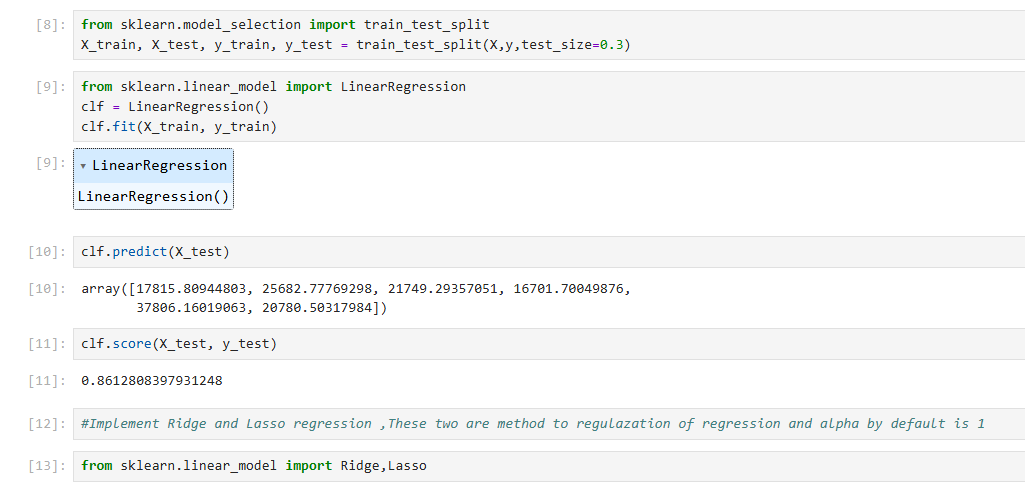 [8]: from sklearn.model_selection import train_test_split
X_train, X_test, y_train, y_test = train_test_split(X,y,test_size=0.3)
[9]: from sklearn.linear_model import LinearRegression
clf = LinearRegression()
clf.fit(X_train, y_train)
[9]: ▾ LinearRegression
LinearRegression()
[10]: clf.predict(X_test)
[10]: array([17815.80944803, 25682.77769298, 21749.29357051, 16701.70049876,
37806.16019063, 20780.50317984])
[11]: clf.score(X_test, y_test)
[11]: 0.8612808397931248
[12]: #Implement Ridge and Lasso regression ,These two are method to regulazation of regression and alpha by default is 1
[13]: from sklearn.linear_model import Ridge,Lasso